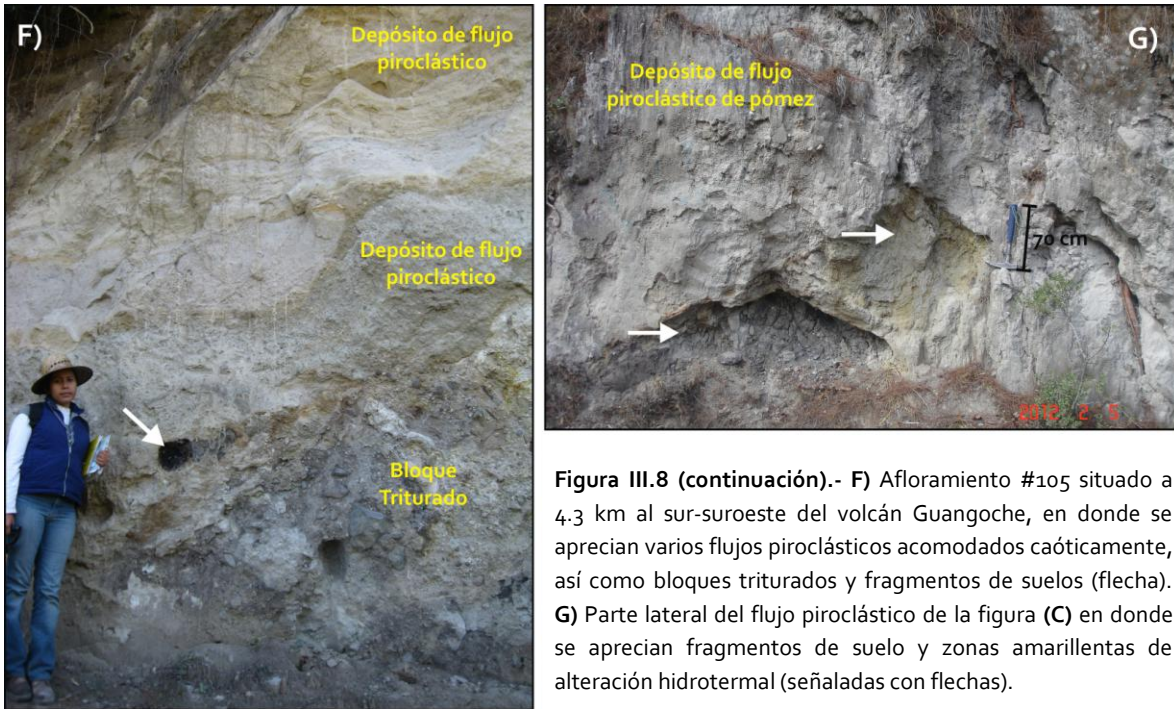 F)
Depósito de flujo
piroclástico
Depósito de flujo
piroclástico
Bloque
Triturado
G)
Depósito de flujo
piroclástico de pómez
70 cm
2012 2 5
Figura III.8 (continuación).- F) Afloramiento #105 situado a
4.3 km al sur-suroeste del volcán Guangoche, en donde se
aprecian varios flujos piroclásticos acomodados caóticamente,
así como bloques triturados y fragmentos de suelos (flecha).
G) Parte lateral del flujo piroclástico de la figura (C) en donde
se aprecian fragmentos de suelo y zonas amarillentas de
alteración hidrotermal (señaladas con flechas).